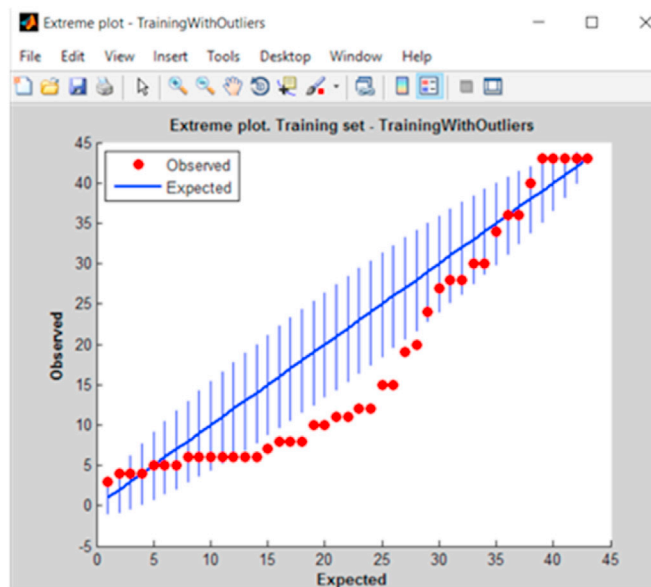 Extreme plot - TrainingWithOutliers
File Edit View Insert Tools Desktop Window Help
Extreme plot. Training set - TrainingWithOutliers
45
40
35
30
25
20
15
10
5
0
-5
Observed
Observed
Expected
0 5 10 15 20 25 30 35 40 45
Expected